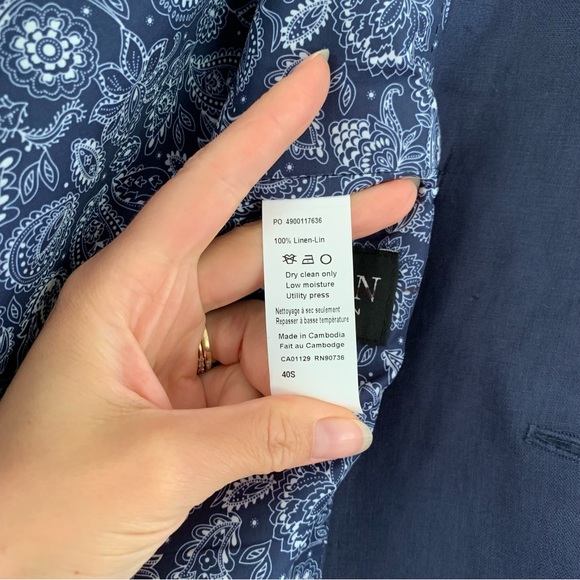 PO 4900117636
100% Linen-Lin
Dry clean only
Low moisture
Utility press
Nettoyage à sec seulement
Repasser à basse température
Made in Cambodia
Fait au Cambodge
CA01129 RN90736
40S